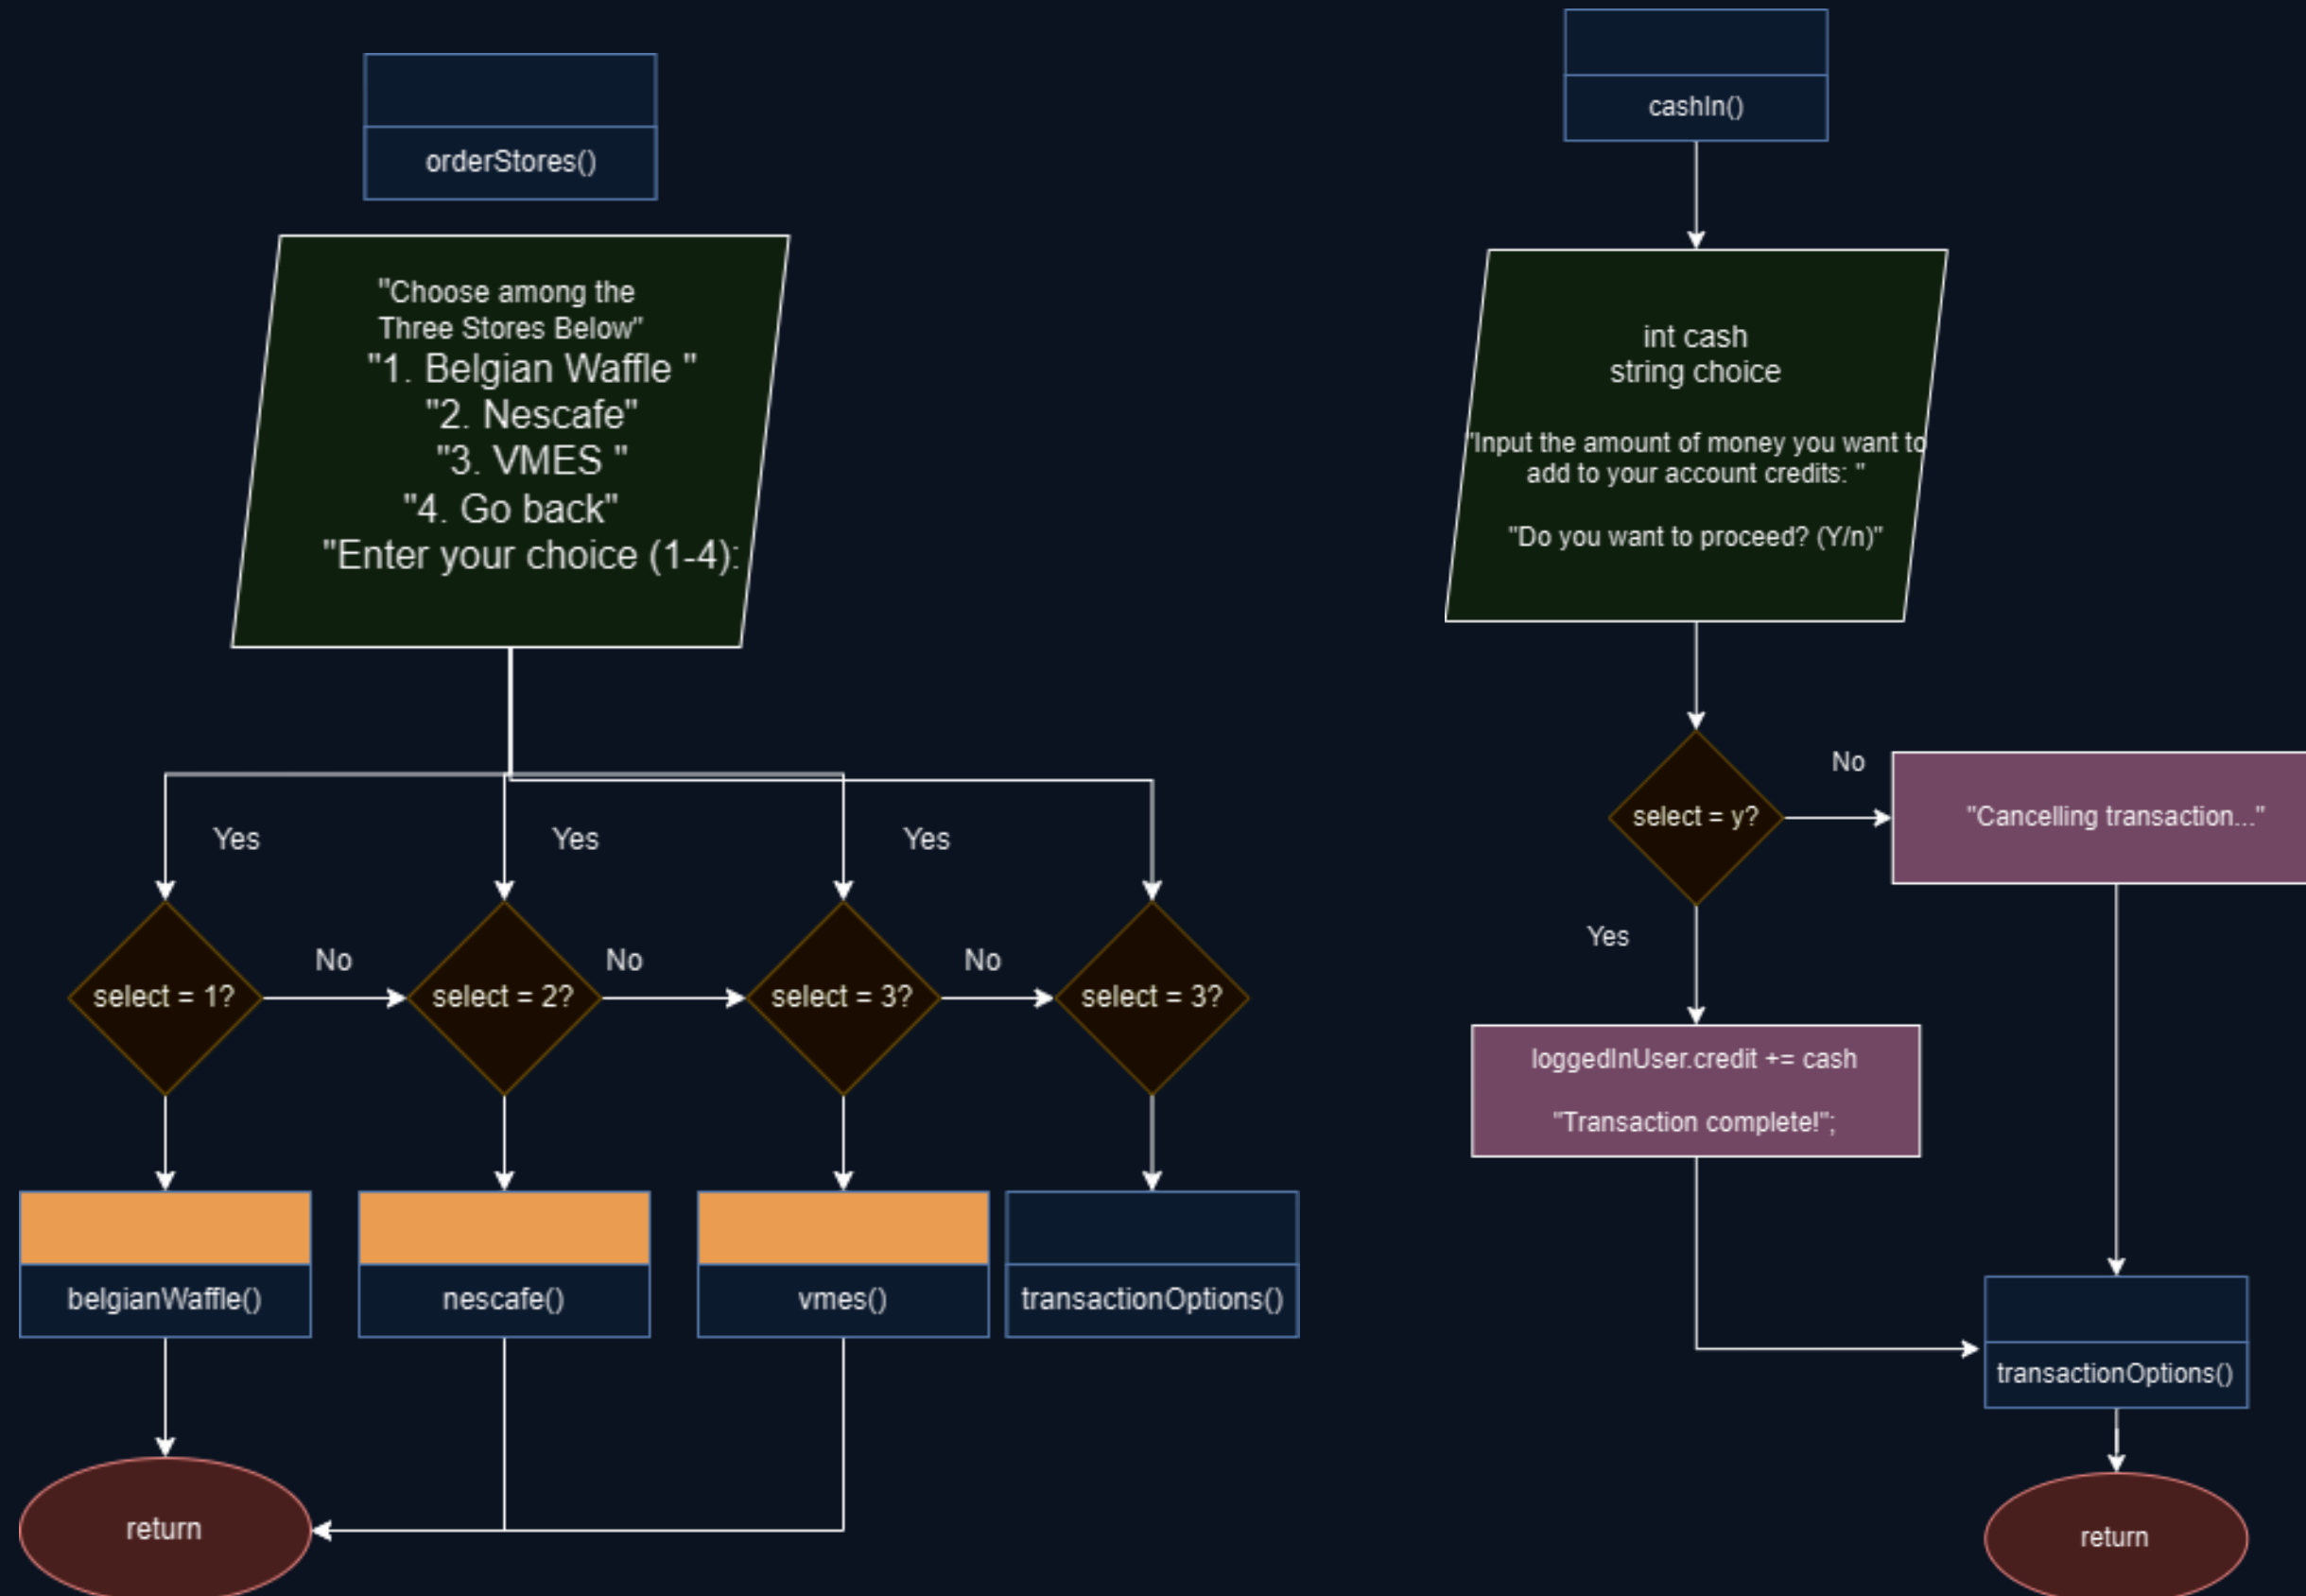 orderStores()
"Choose among the
Three Stores Below"
"1. Belgian Waffle "
"2. Nescafe"
"3. VMES "
"4. Go back"
"Enter your choice (1-4):
Yes
Yes
Yes
select = 1?
No
select = 2?
No
select = 3?
No
select = 3?
belgianWaffle()
nescafe()
vmes()
transactionOptions()
return
cashIn()
int cash
string choice
"Input the amount of money you want to
add to your account credits: "
"Do you want to proceed? (Y/n)"
select = y?
No
"Cancelling transaction..."
Yes
loggedInUser.credit += cash
"Transaction complete!";
transactionOptions()
return